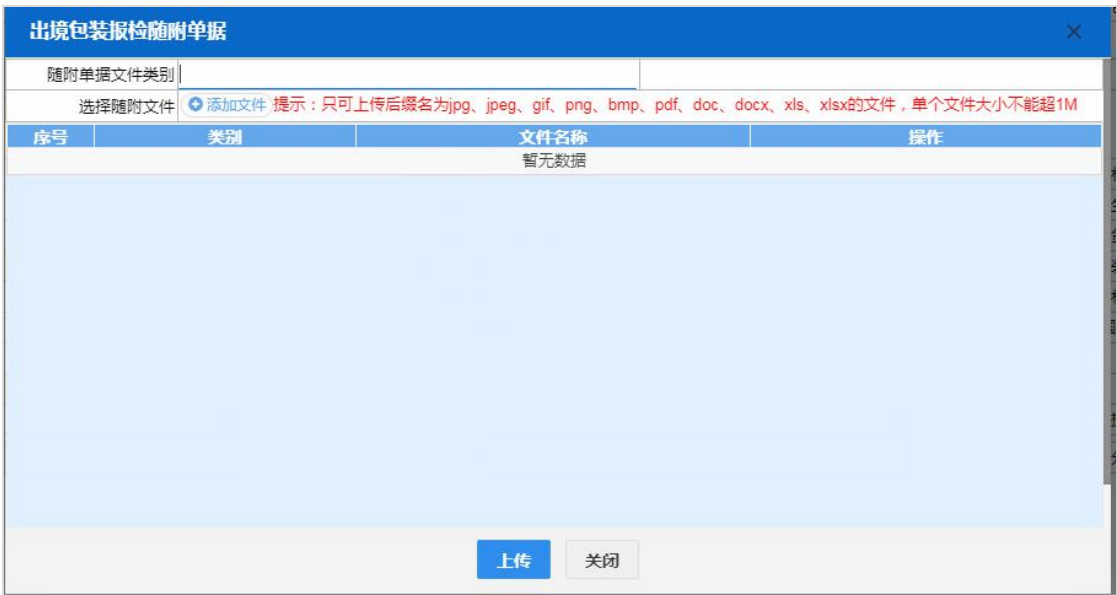 出境包装报检随附单据
随附单据文件类别
选择随附文件 添加文件 提示：只可上传后缀名为jpg、jpeg、gif、png、bmp、pdf、doc、docx、xls、xlsx的文件，单个文件大小不能超1M
序号 类别 文件名称 操作
暂无数据
上传 关闭